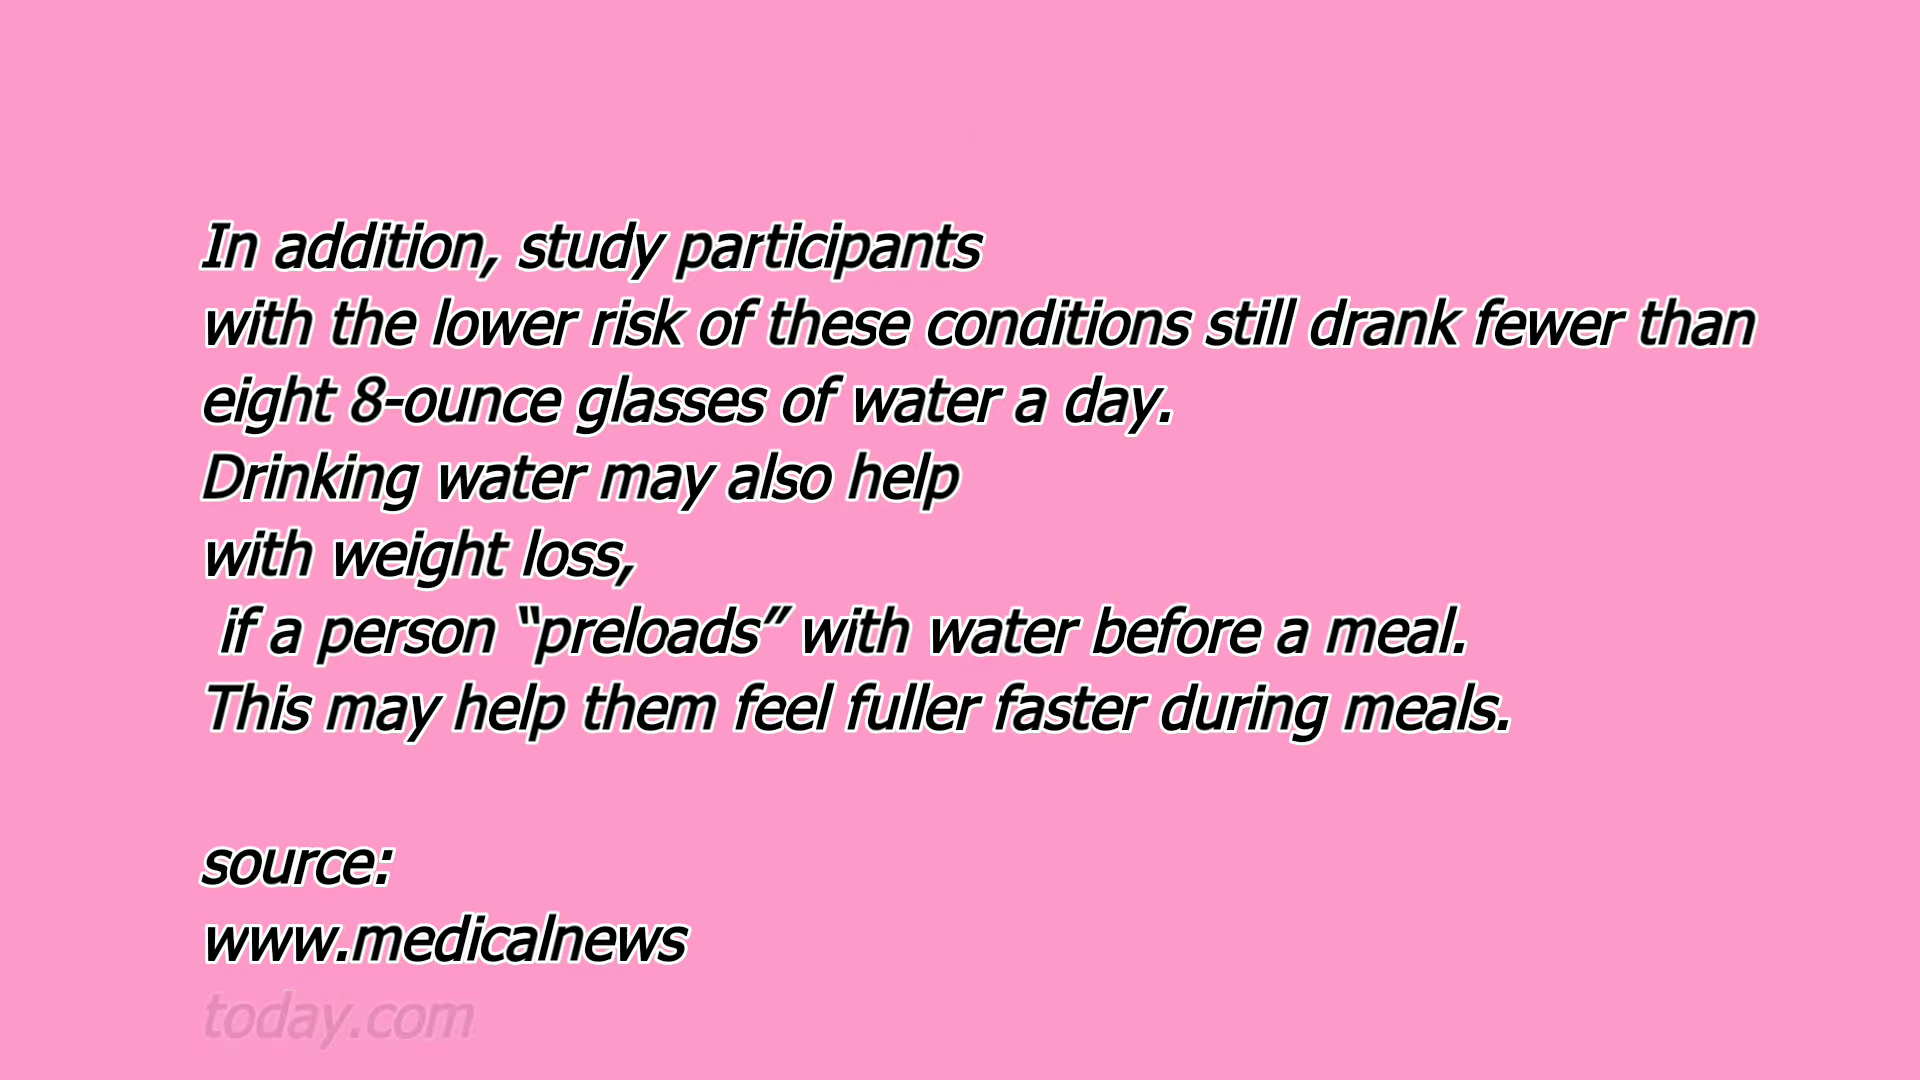 In addition, study participants
with the lower risk of these conditions still drank fewer than
eight 8-ounce glasses of water a day.
Drinking water may also help
with weight loss,
if a person “preloads” with water before a meal.
This may help them feel fuller faster during meals.
source:
www.medicalnews
today.com